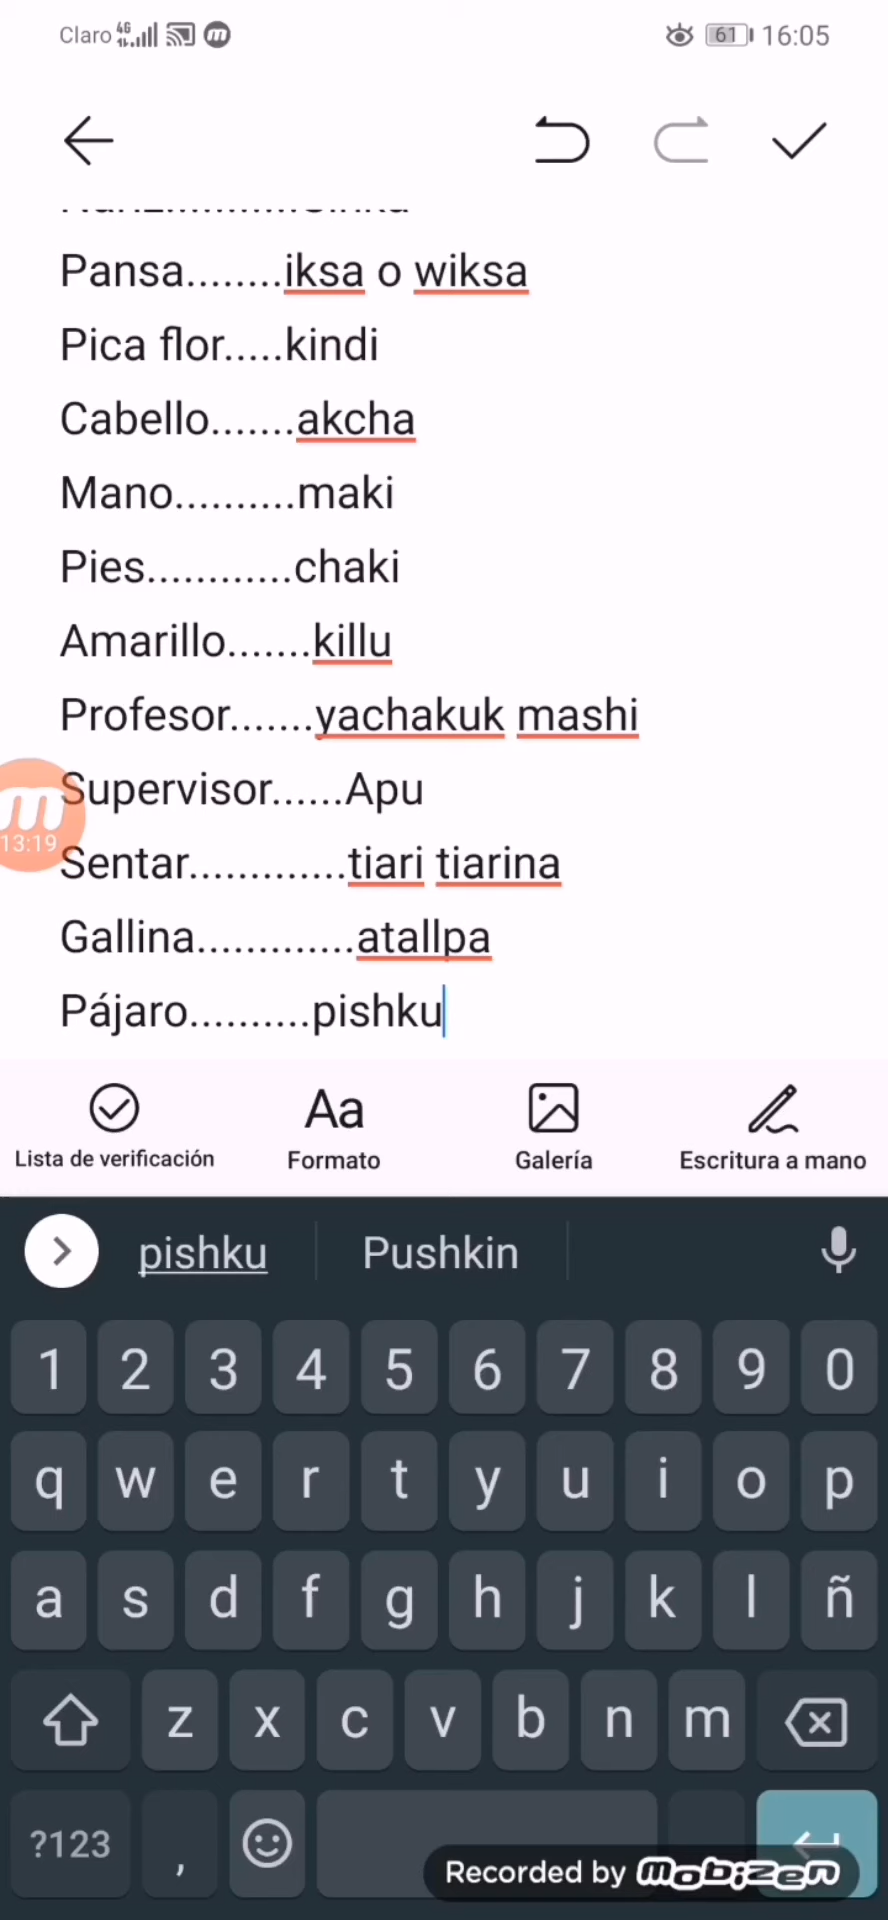 Claro 4G 61 16:05
Pansa........iksa o wiksa
Pica flor.....kindi
Cabello.......akcha
Mano..........maki
Pies............chaki
Amarillo.......killu
Profesor.......yachakuk mashi
Supervisor......Apu
13:19
Sentar.............tiari tiarina
Gallina.............atallpa
Pájaro..........pishku
Lista de verificación Aa Formato Galería Escritura a mano
pishku Pushkin
1 2 3 4 5 6 7 8 9 0
q w e r t y u i o p
a s d f g h j k l ñ
z x c v b n m
?123 ,
Recorded by mobizen